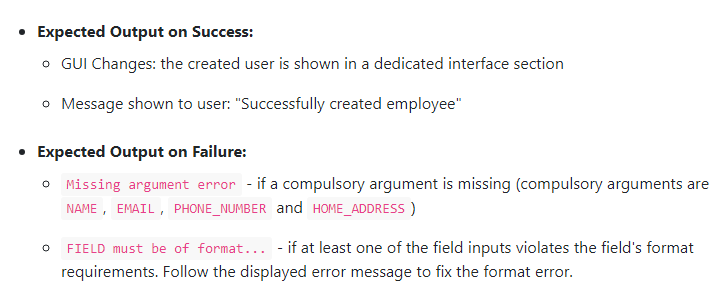 Expected Output on Success:
GUI Changes: the created user is shown in a dedicated interface section
Message shown to user: "Successfully created employee"
Expected Output on Failure:
Missing argument error - if a compulsory argument is missing (compulsory arguments are
NAME, EMAIL, PHONE_NUMBER and HOME_ADDRESS)
FIELD must be of format... - if at least one of the field inputs violates the field's format
requirements. Follow the displayed error message to fix the format error.